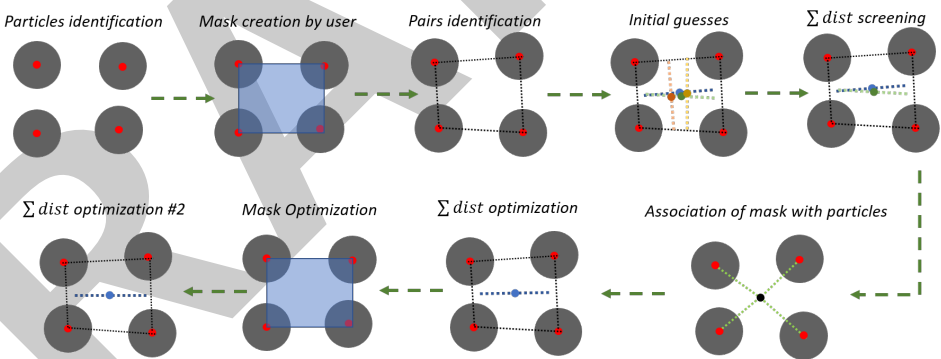 Particles identification
Mask creation by user
Pairs identification
Initial guesses
∑ dist screening
∑ dist optimization #2
Mask Optimization
∑ dist optimization
Association of mask with particles